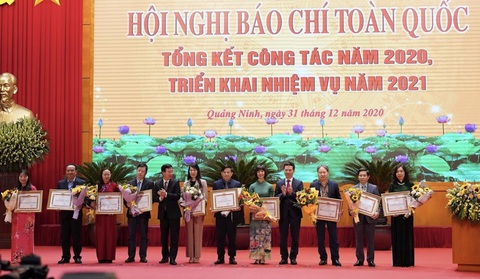 HỘI NGHỊ BÁO CHÍ TOÀN QUỐC
TỔNG KẾT CÔNG TÁC NĂM 2020,
TRIỂN KHAI NHIỆM VỤ NĂM 2021
Quảng Ninh, ngày 31 tháng 12 năm 2020